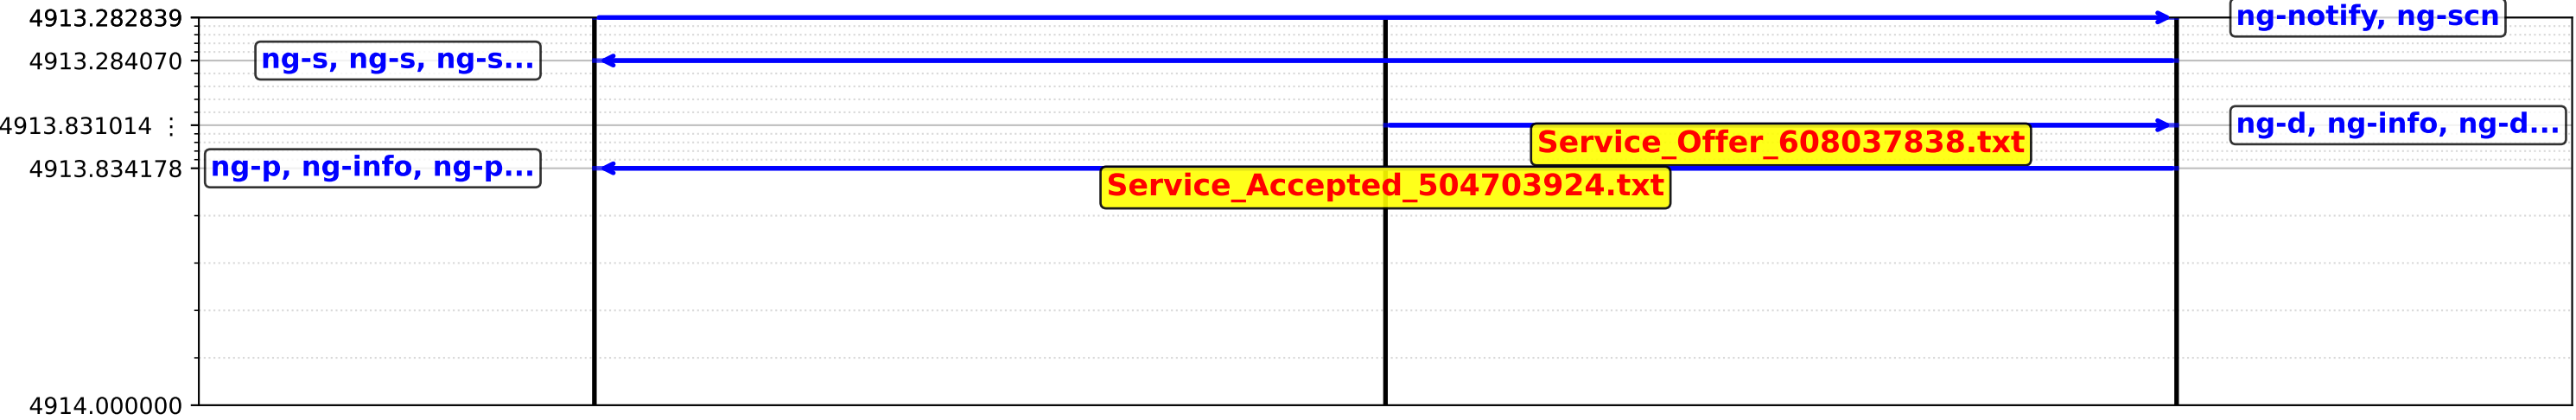 4913.282839
ng-notify, ng-scn
4913.284070
ng-s, ng-s, ng-s...
4913.831014 ⋮
ng-d, ng-info, ng-d...
Service_Offer_608037838.txt
4913.834178
ng-p, ng-info, ng-p...
Service_Accepted_504703924.txt
4914.000000